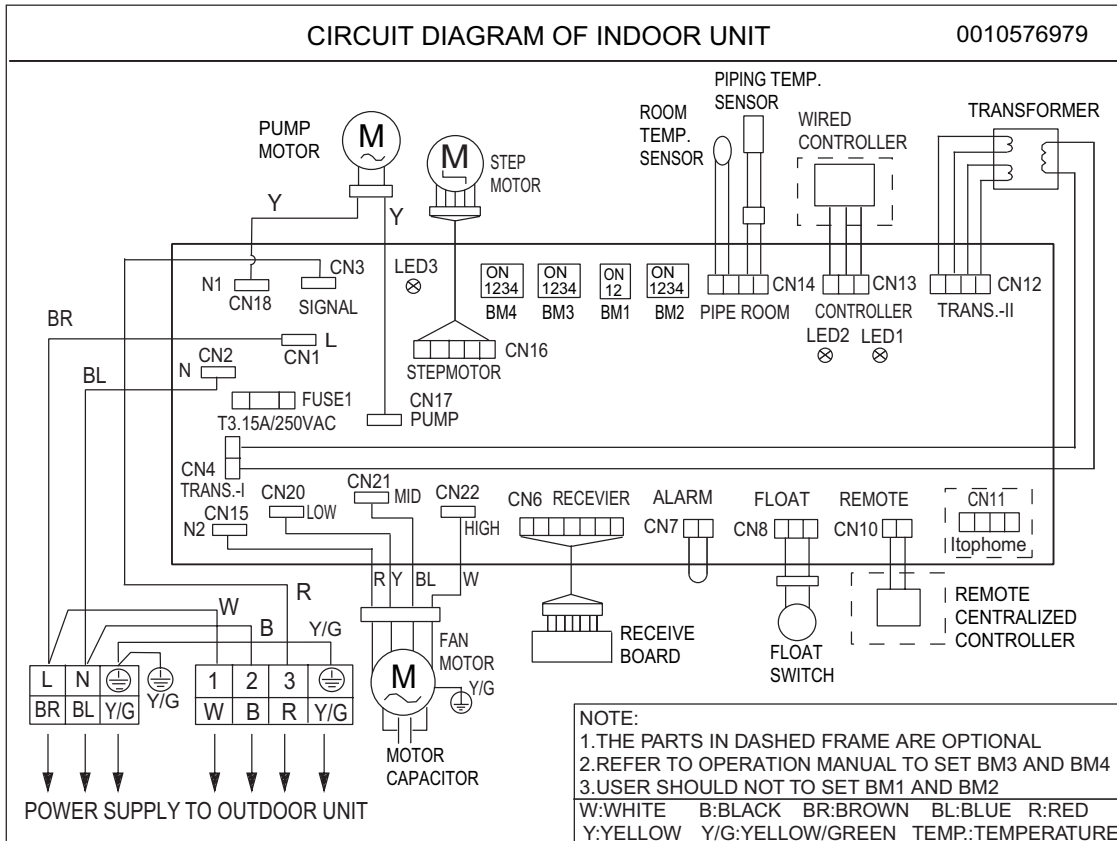 CIRCUIT DIAGRAM OF INDOOR UNIT
0010576979
PIPING TEMP.
SENSOR
ROOM
TEMP.
SENSOR
WIRED
CONTROLLER
TRANSFORMER
PUMP
MOTOR
M
M
STEP
MOTOR
Y
Y
N1
CN18
CN3
SIGNAL
LED3
ON
1234
BM4
ON
1234
BM3
ON
12
BM1
ON
1234
BM2
CN14
PIPE ROOM
CN13
CONTROLLER
CN12
TRANS.-II
LED2
LED1
BR
CN1
L
CN16
STEPMOTOR
BL
N
CN2
FUSE1
T3.15A/250VAC
CN17
PUMP
CN4
TRANS.-I
CN15
N2
CN20
LOW
CN21
MID
CN22
HIGH
CN6 RECEVIER
ALARM
CN7
FLOAT
CN8
REMOTE
CN10
CN11
Itophome
R Y BL W
R
W
B
Y/G
FAN
MOTOR
M
Y/G
MOTOR
CAPACITOR
RECEIVE
BOARD
FLOAT
SWITCH
REMOTE
CENTRALIZED
CONTROLLER
L N
BR BL Y/G
Y/G
1 2 3
W B R Y/G
POWER SUPPLY TO OUTDOOR UNIT
NOTE:
1.THE PARTS IN DASHED FRAME ARE OPTIONAL
2.REFER TO OPERATION MANUAL TO SET BM3 AND BM4
3.USER SHOULD NOT TO SET BM1 AND BM2
W:WHITE B:BLACK BR:BROWN BL:BLUE R:RED
Y:YELLOW Y/G:YELLOW/GREEN TEMP.:TEMPERATURE